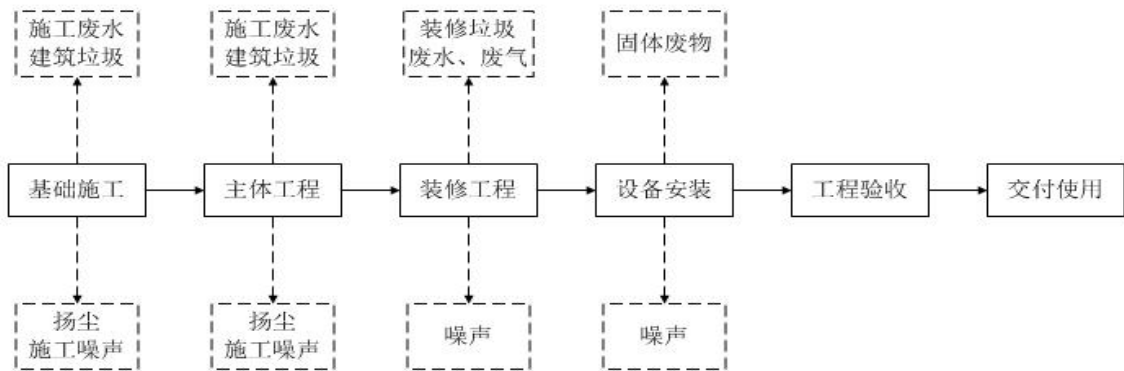 施工废水
建筑垃圾
施工废水
建筑垃圾
装修垃圾
废水、废气
固体废物
基础施工
主体工程
装修工程
设备安装
工程验收
交付使用
扬尘
施工噪声
扬尘
施工噪声
噪声
噪声